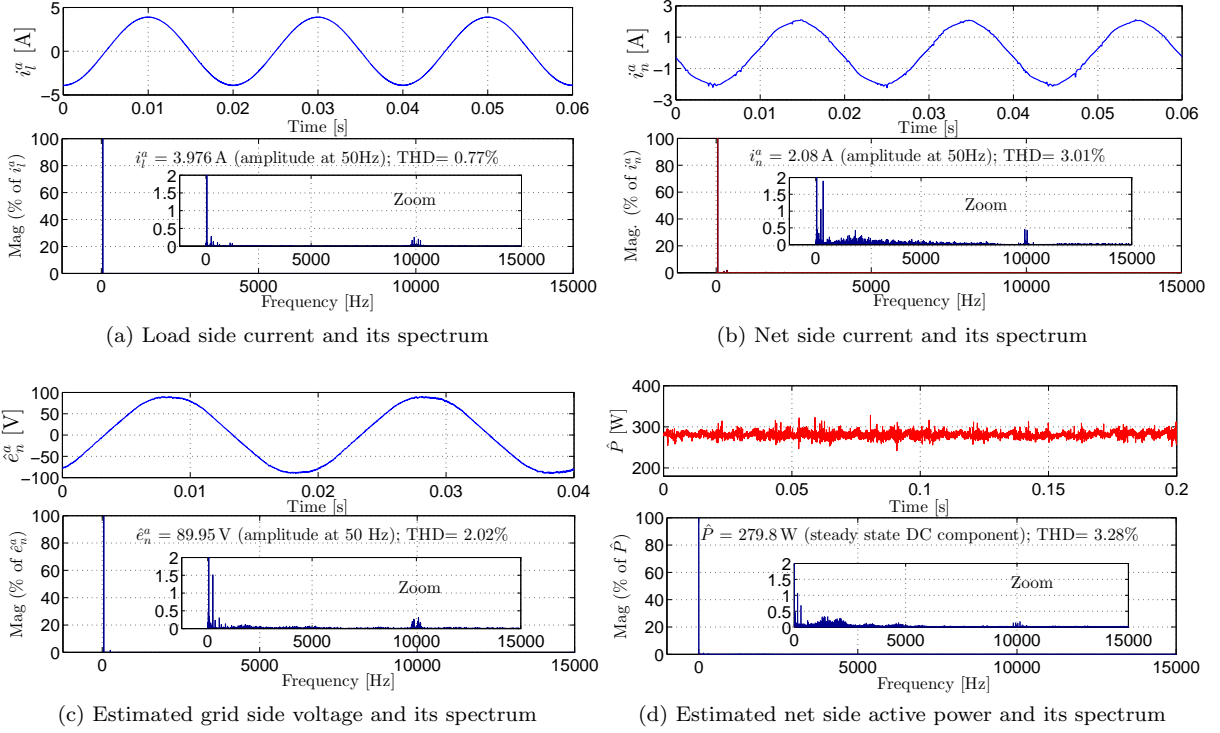 5
0
−5
i_l^a [A]
0 0.01 0.02 0.03 0.04 0.05 0.06
Time [s]
100
80
60
40
20
0
Mag (% of i_l^a)
i_l^a = 3.976 A (amplitude at 50Hz); THD= 0.77%
2
1.5
1
0.5
0
Zoom
0 5000 10000 15000
0 5000 10000 15000
Frequency [Hz]
(a) Load side current and its spectrum
3
1
−1
−3
i_n^a [A]
0 0.01 0.02 0.03 0.04 0.05 0.06
Time [s]
100
80
60
40
20
0
Mag. (% of i_n^a)
i_n^a = 2.08 A (amplitude at 50Hz); THD= 3.01%
2
1.5
1
0.5
0
Zoom
0 5000 10000 15000
0 5000 10000 15000
Frequency [Hz]
(b) Net side current and its spectrum
100
50
0
−50
−100
ê_n^a [V]
0 0.01 0.02 0.03 0.04
Time [s]
100
80
60
40
20
0
Mag (% of ê_n^a)
ê_n^a = 89.95 V (amplitude at 50 Hz); THD= 2.02%
2
1.5
1
0.5
0
Zoom
0 5000 10000 15000
0 5000 10000 15000
Frequency [Hz]
(c) Estimated grid side voltage and its spectrum
400
300
200
P̂ [W]
0 0.05 0.1 0.15 0.2
Time [s]
100
80
60
40
20
0
Mag (% of P̂)
P̂ = 279.8 W (steady state DC component); THD= 3.28%
2
1.5
1
0.5
0
Zoom
0 5000 10000 15000
0 5000 10000 15000
Frequency [Hz]
(d) Estimated net side active power and its spectrum